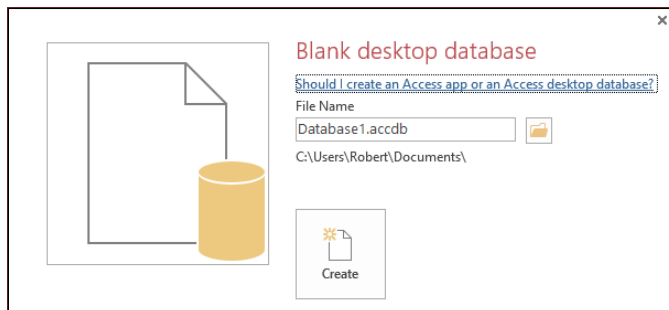 Blank desktop database
Should I create an Access app or an Access desktop database?
File Name
Database1.accdb
C:\Users\Robert\Documents\
Create